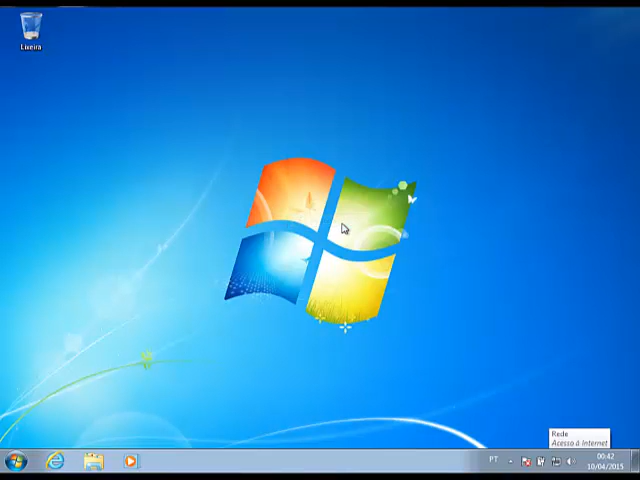 Lixeira
Rede
Acesso à Internet
PT
00:42
10/04/2015